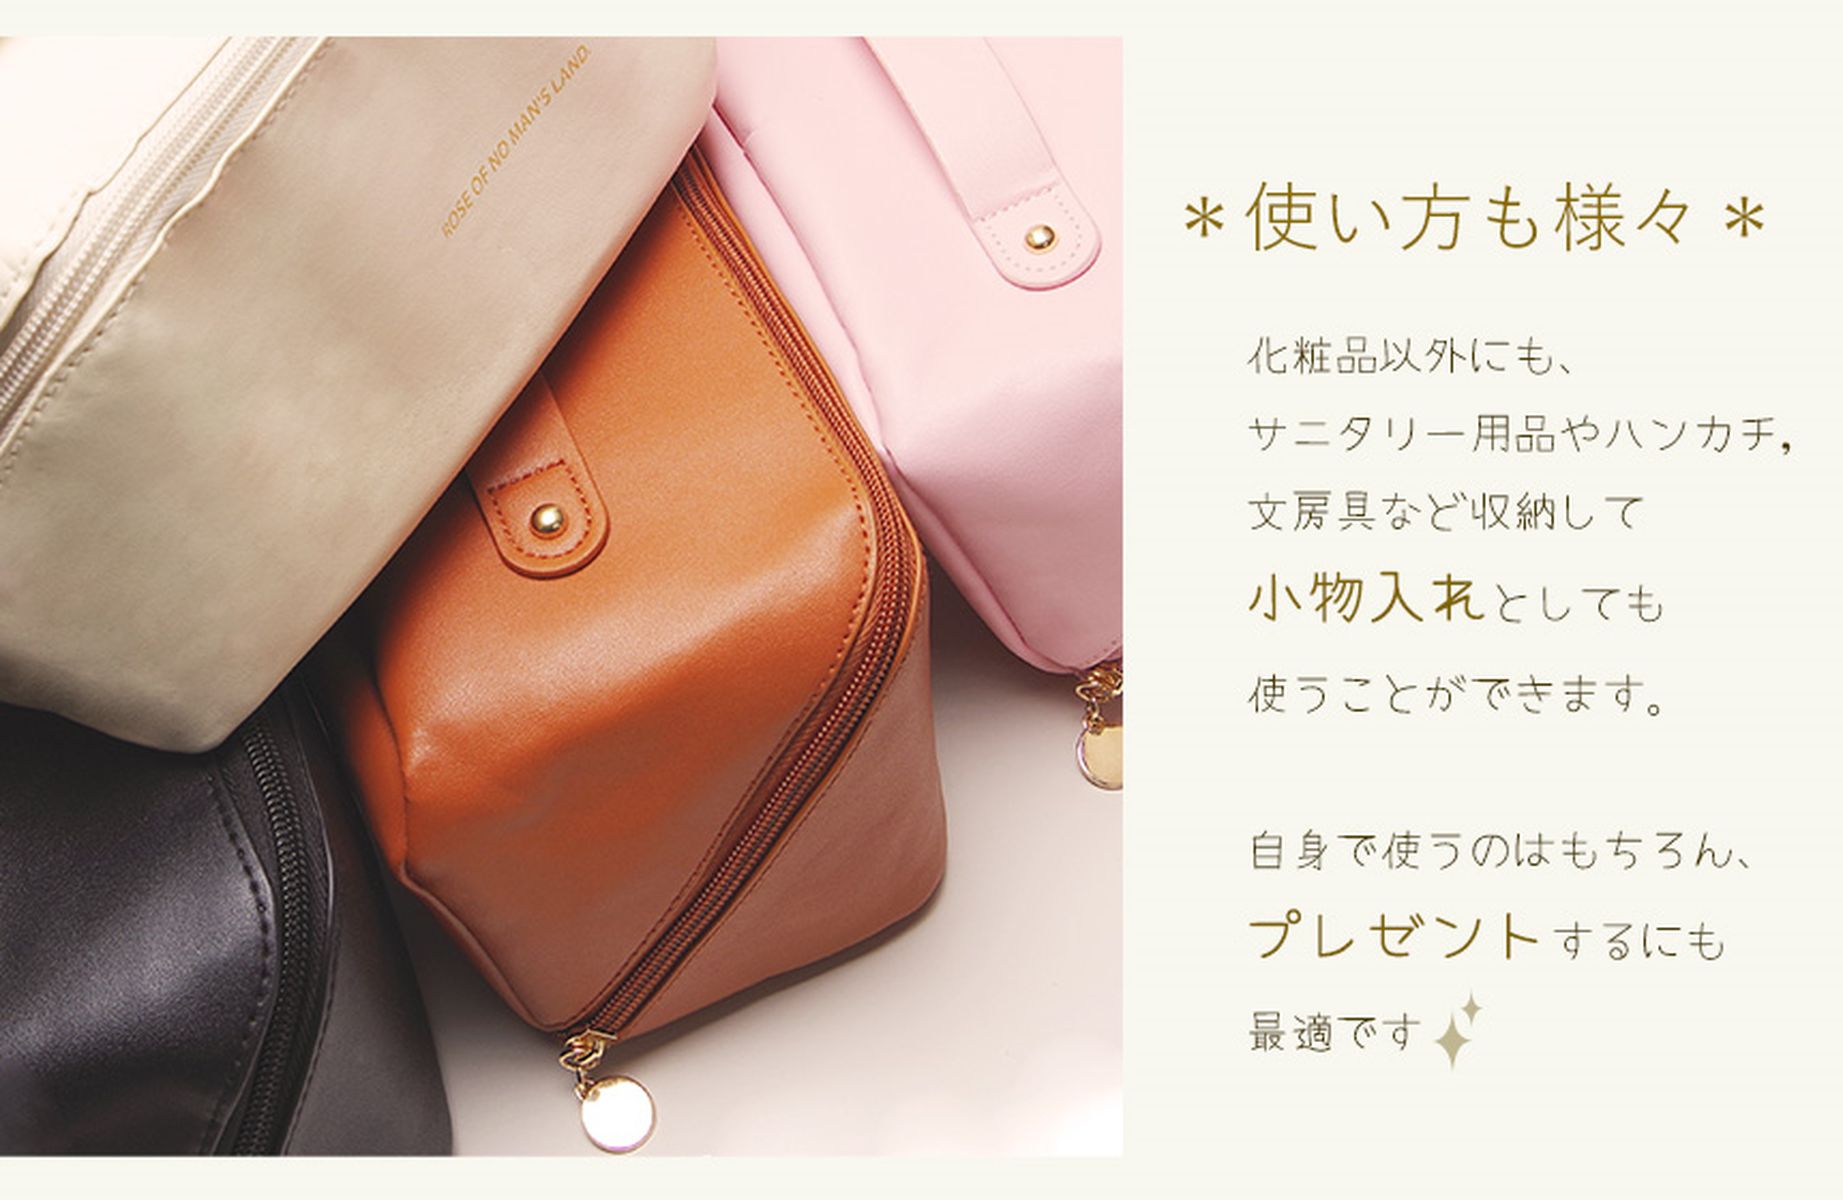 ROSE OF NO MAN'S LAND.
＊使い方も様々＊
化粧品以外にも、
サニタリー用品やハンカチ,
文房具など収納して
小物入れとしても
使うことができます。
自身で使うのはもちろん、
プレゼントするにも
最適です